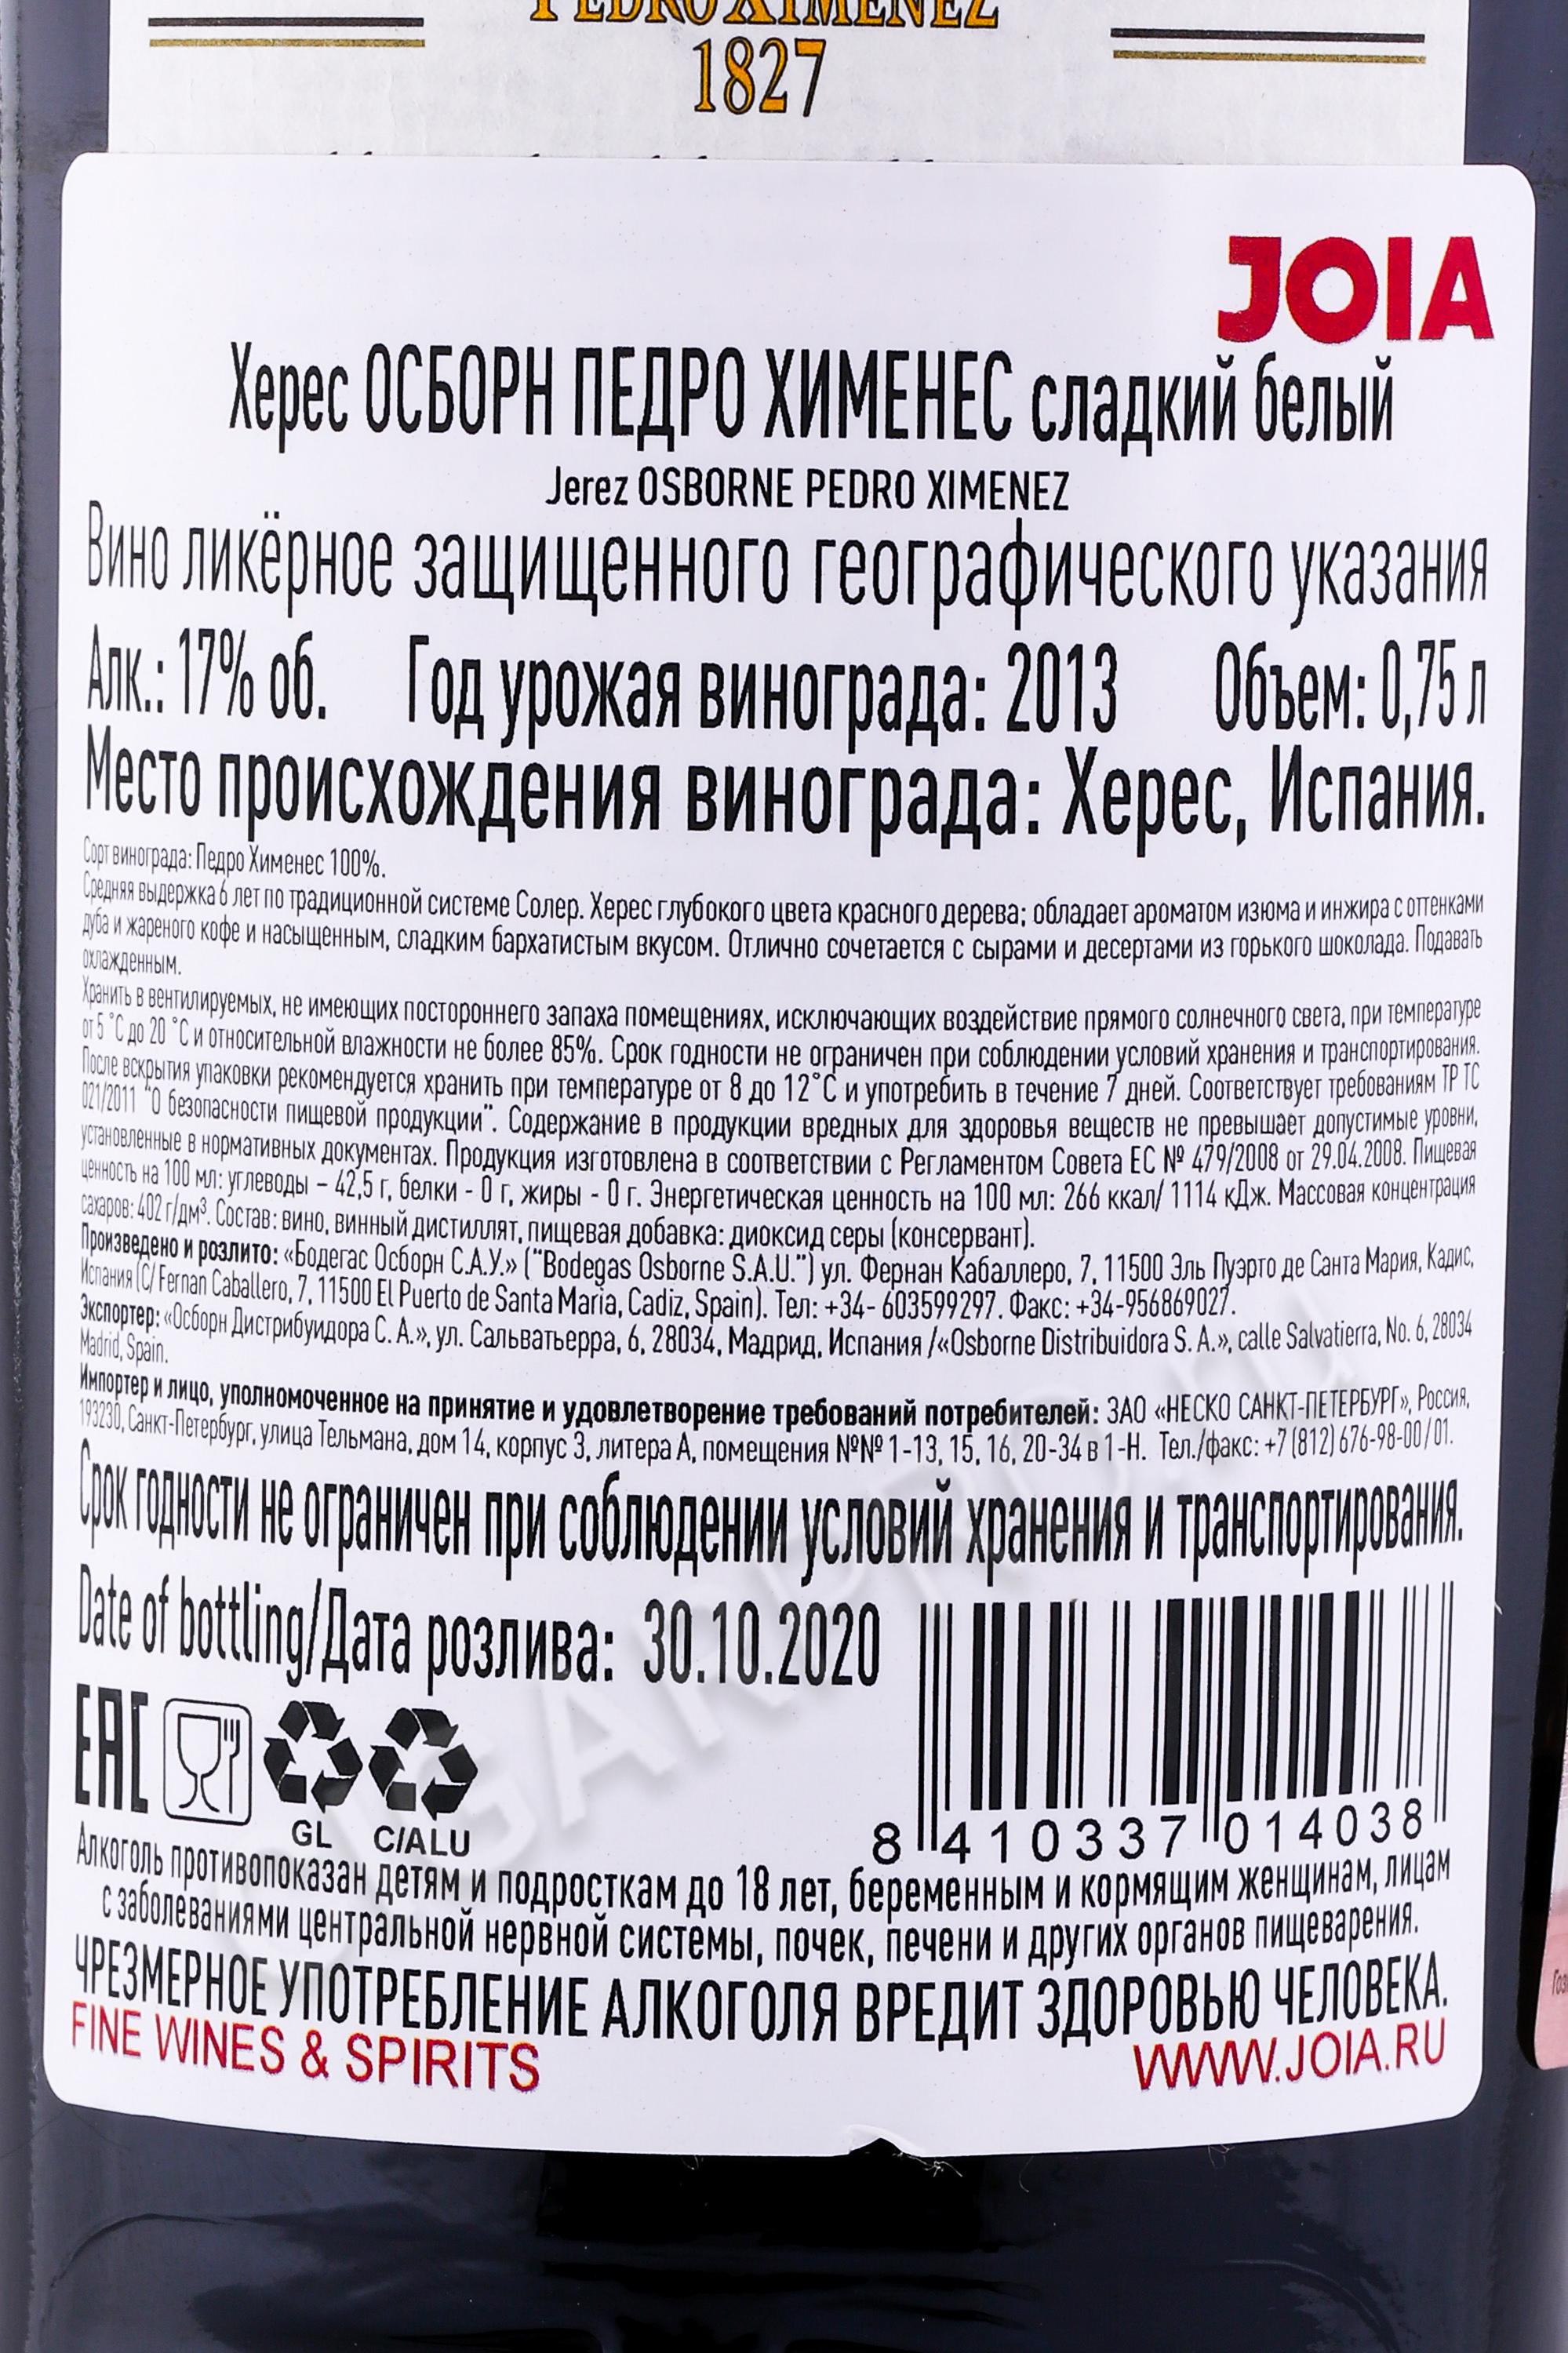 PEDRO XIMENEZ
1827
JOIA
Херес ОСБОРН ПЕДРО ХИМЕНЕС сладкий белый
Jerez OSBORNE PEDRO XIMENEZ
Вино ликёрное защищенного географического указания
Алк.: 17% об. Год урожая винограда: 2013 Объем: 0,75 л
Место происхождения винограда: Херес, Испания.
Сорт винограда: Педро Хименес 100%.
Средняя выдержка 6 лет по традиционной системе Солер. Херес глубокого цвета красного дерева; обладает ароматом изюма и инжира с оттенками
дуба и жареного кофе и насыщенным, сладким бархатистым вкусом. Отлично сочетается с сырами и десертами из горького шоколада. Подавать
охлажденным.
Хранить в вентилируемых, не имеющих постороннего запаха помещениях, исключающих воздействие прямого солнечного света, при температуре
от 5 °С до 20 °С и относительной влажности не более 85%. Срок годности не ограничен при соблюдении условий хранения и транспортирования.
После вскрытия упаковки рекомендуется хранить при температуре от 8 до 12°С и употребить в течение 7 дней. Соответствует требованиям ТР ТС
021/2011 "О безопасности пищевой продукции". Содержание в продукции вредных для здоровья веществ не превышает допустимые уровни,
установленные в нормативных документах. Продукция изготовлена в соответствии с Регламентом Совета ЕС № 479/2008 от 29.04.2008. Пищевая
ценность на 100 мл: углеводы – 42,5 г, белки - 0 г, жиры - 0 г. Энергетическая ценность на 100 мл: 266 ккал/ 1114 кДж. Массовая концентрация
сахаров: 402 г/дм³. Состав: вино, винный дистиллят, пищевая добавка: диоксид серы (консервант).
Произведено и розлито: «Бодегас Осборн С.А.У.» ("Bodegas Osborne S.A.U.") ул. Фернан Кабаллеро, 7, 11500 Эль Пуэрто де Санта Мария, Кадис,
Испания (C/ Fernan Caballero, 7, 11500 El Puerto de Santa Maria, Cadiz, Spain). Тел: +34- 603599297. Факс: +34-956869027.
Экспортер: «Осборн Дистрибуидора С. А.», ул. Сальватьерра, 6, 28034, Мадрид, Испания /«Osborne Distribuidora S. A.», calle Salvatierra, No. 6, 28034
Madrid, Spain.
Импортер и лицо, уполномоченное на принятие и удовлетворение требований потребителей: ЗАО «НЕСКО САНКТ-ПЕТЕРБУРГ», Россия,
193230, Санкт-Петербург, улица Тельмана, дом 14, корпус 3, литера А, помещения №№ 1-13, 15, 16, 20-34 в 1-Н. Тел./факс: +7 (812) 676-98-00/01.
Срок годности не ограничен при соблюдении условий хранения и транспортирования.
Date of bottling/Дата розлива: 30.10.2020
EAC
GL C/ALU
8 410337 014038
Алкоголь противопоказан детям и подросткам до 18 лет, беременным и кормящим женщинам, лицам
с заболеваниями центральной нервной системы, почек, печени и других органов пищеварения.
ЧРЕЗМЕРНОЕ УПОТРЕБЛЕНИЕ АЛКОГОЛЯ ВРЕДИТ ЗДОРОВЬЮ ЧЕЛОВЕКА.
FINE WINES & SPIRITS WWW.JOIA.RU
CIGARPRO.ru